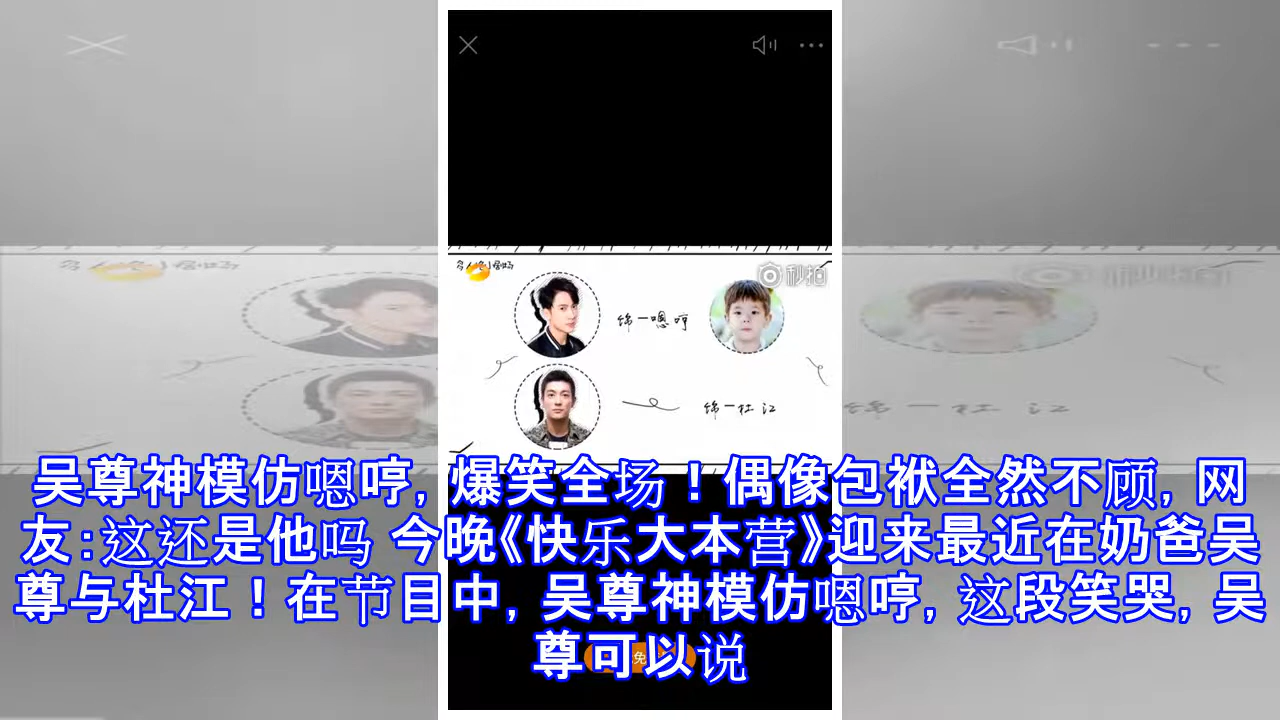 秒拍
饰一嗯哼
饰一杜江
吴尊神模仿嗯哼, 爆笑全场！偶像包袱全然不顾, 网
友:这还是他吗 今晚《快乐大本营》迎来最近在奶爸吴
尊与杜江！在节目中, 吴尊神模仿嗯哼, 这段笑哭, 吴
尊可以说
免